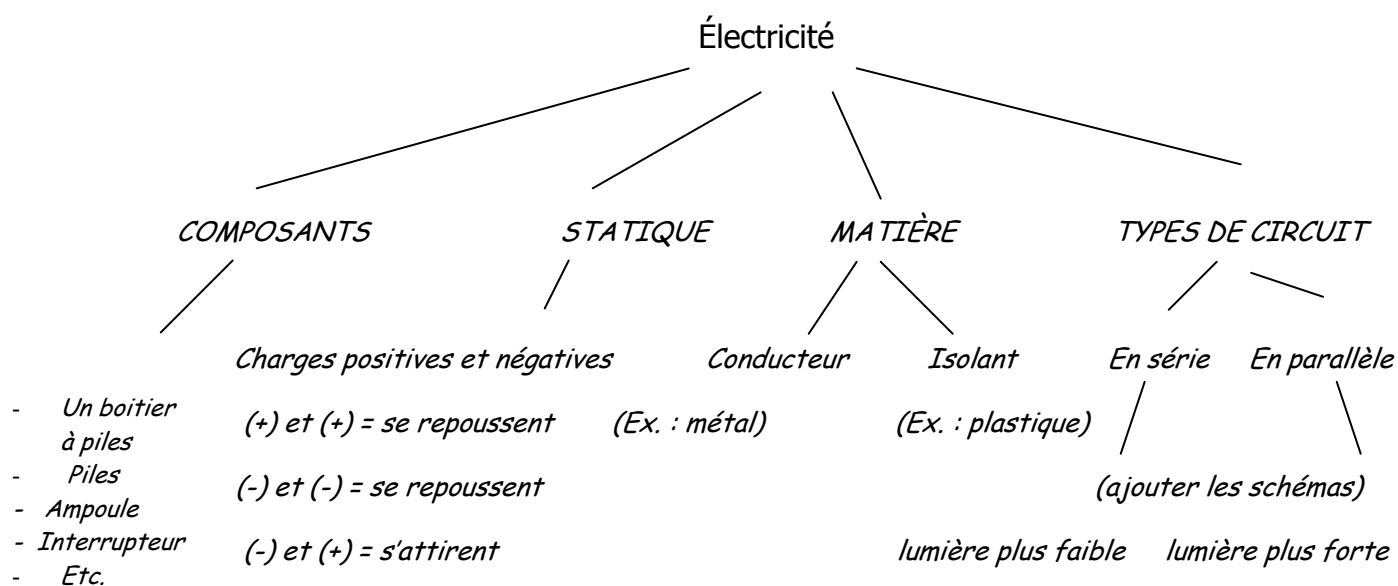 Électricité
COMPOSANTS
STATIQUE
MATIÈRE
TYPES DE CIRCUIT
Charges positives et négatives
Conducteur
Isolant
En série
En parallèle
- Un boitier
à piles
- Piles
- Ampoule
- Interrupteur
- Etc.
(+) et (+) = se repoussent
(-) et (-) = se repoussent
(-) et (+) = s'attirent
(Ex. : métal)
(Ex. : plastique)
(ajouter les schémas)
lumière plus faible
lumière plus forte